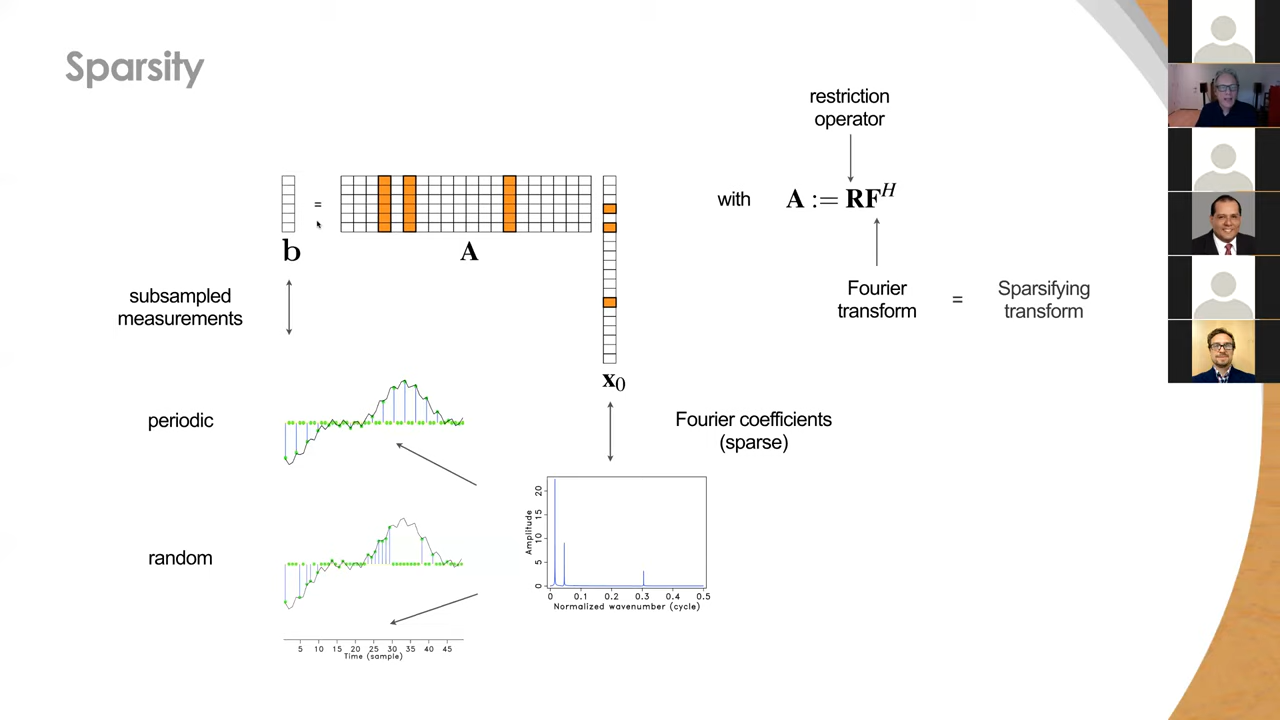 Sparsity
restriction
operator
=
with
A := RF^H
b
A
subsampled
measurements
Fourier
transform
=
Sparsifying
transform
x₀
periodic
Fourier coefficients
(sparse)
random
Amplitude
20
15
10
5
0
0 0.1 0.2 0.3 0.4 0.5
Normalized wavenumber (cycle)
5 10 15 20 25 30 35 40 45
Time (sample)